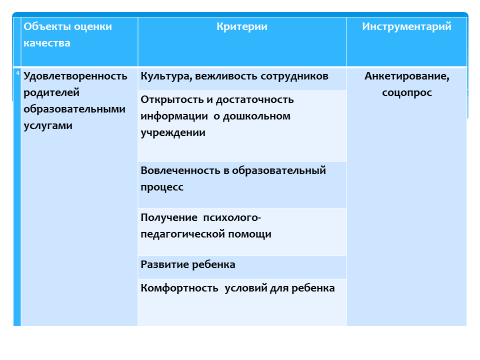 Объекты оценки
качества
Критерии
Инструментарий
4
Удовлетворенность
родителей
образовательными
услугами
Культура, вежливость сотрудников
Открытость и достаточность
информации о дошкольном
учреждении
Вовлеченность в образовательный
процесс
Получение психолого-
педагогической помощи
Развитие ребенка
Комфортность условий для ребенка
Анкетирование,
соцопрос